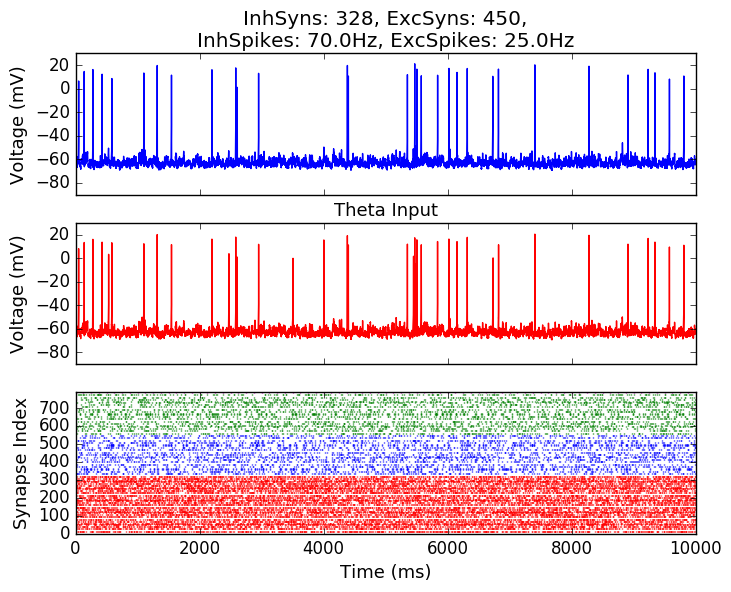 InhSyns: 328, ExcSyns: 450,
InhSpikes: 70.0Hz, ExcSpikes: 25.0Hz
20
0
−20
−40
−60
−80
Voltage (mV)
Theta Input
20
0
−20
−40
−60
−80
Voltage (mV)
700
600
500
400
300
200
100
0
Synapse Index
0 2000 4000 6000 8000 10000
Time (ms)